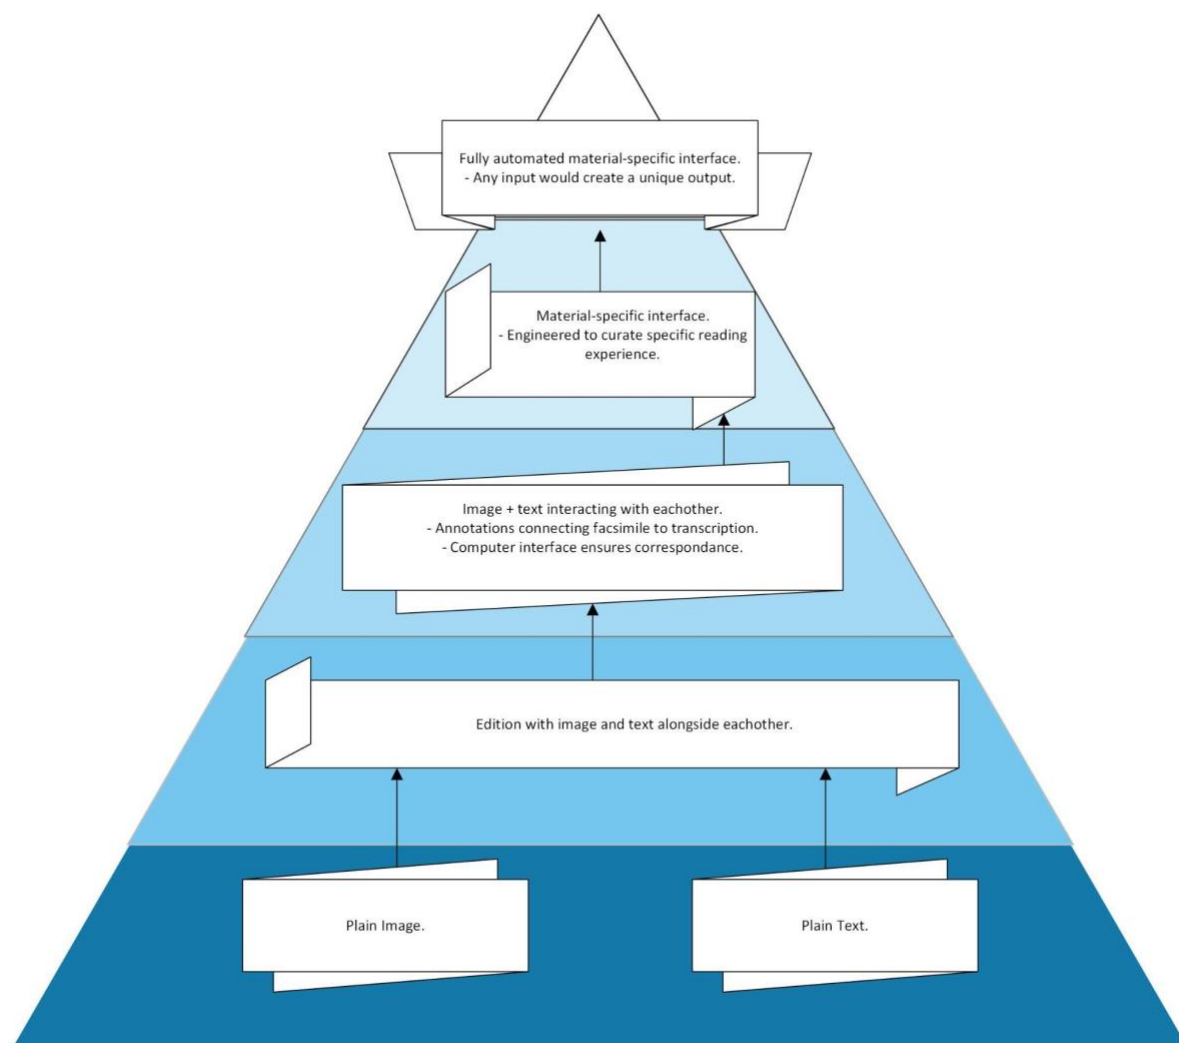 Fully automated material-specific interface.
- Any input would create a unique output.
Material-specific interface.
- Engineered to curate specific reading
experience.
Image + text interacting with eachother.
- Annotations connecting facsimile to transcription.
- Computer interface ensures correspondance.
Edition with image and text alongside eachother.
Plain Image.
Plain Text.